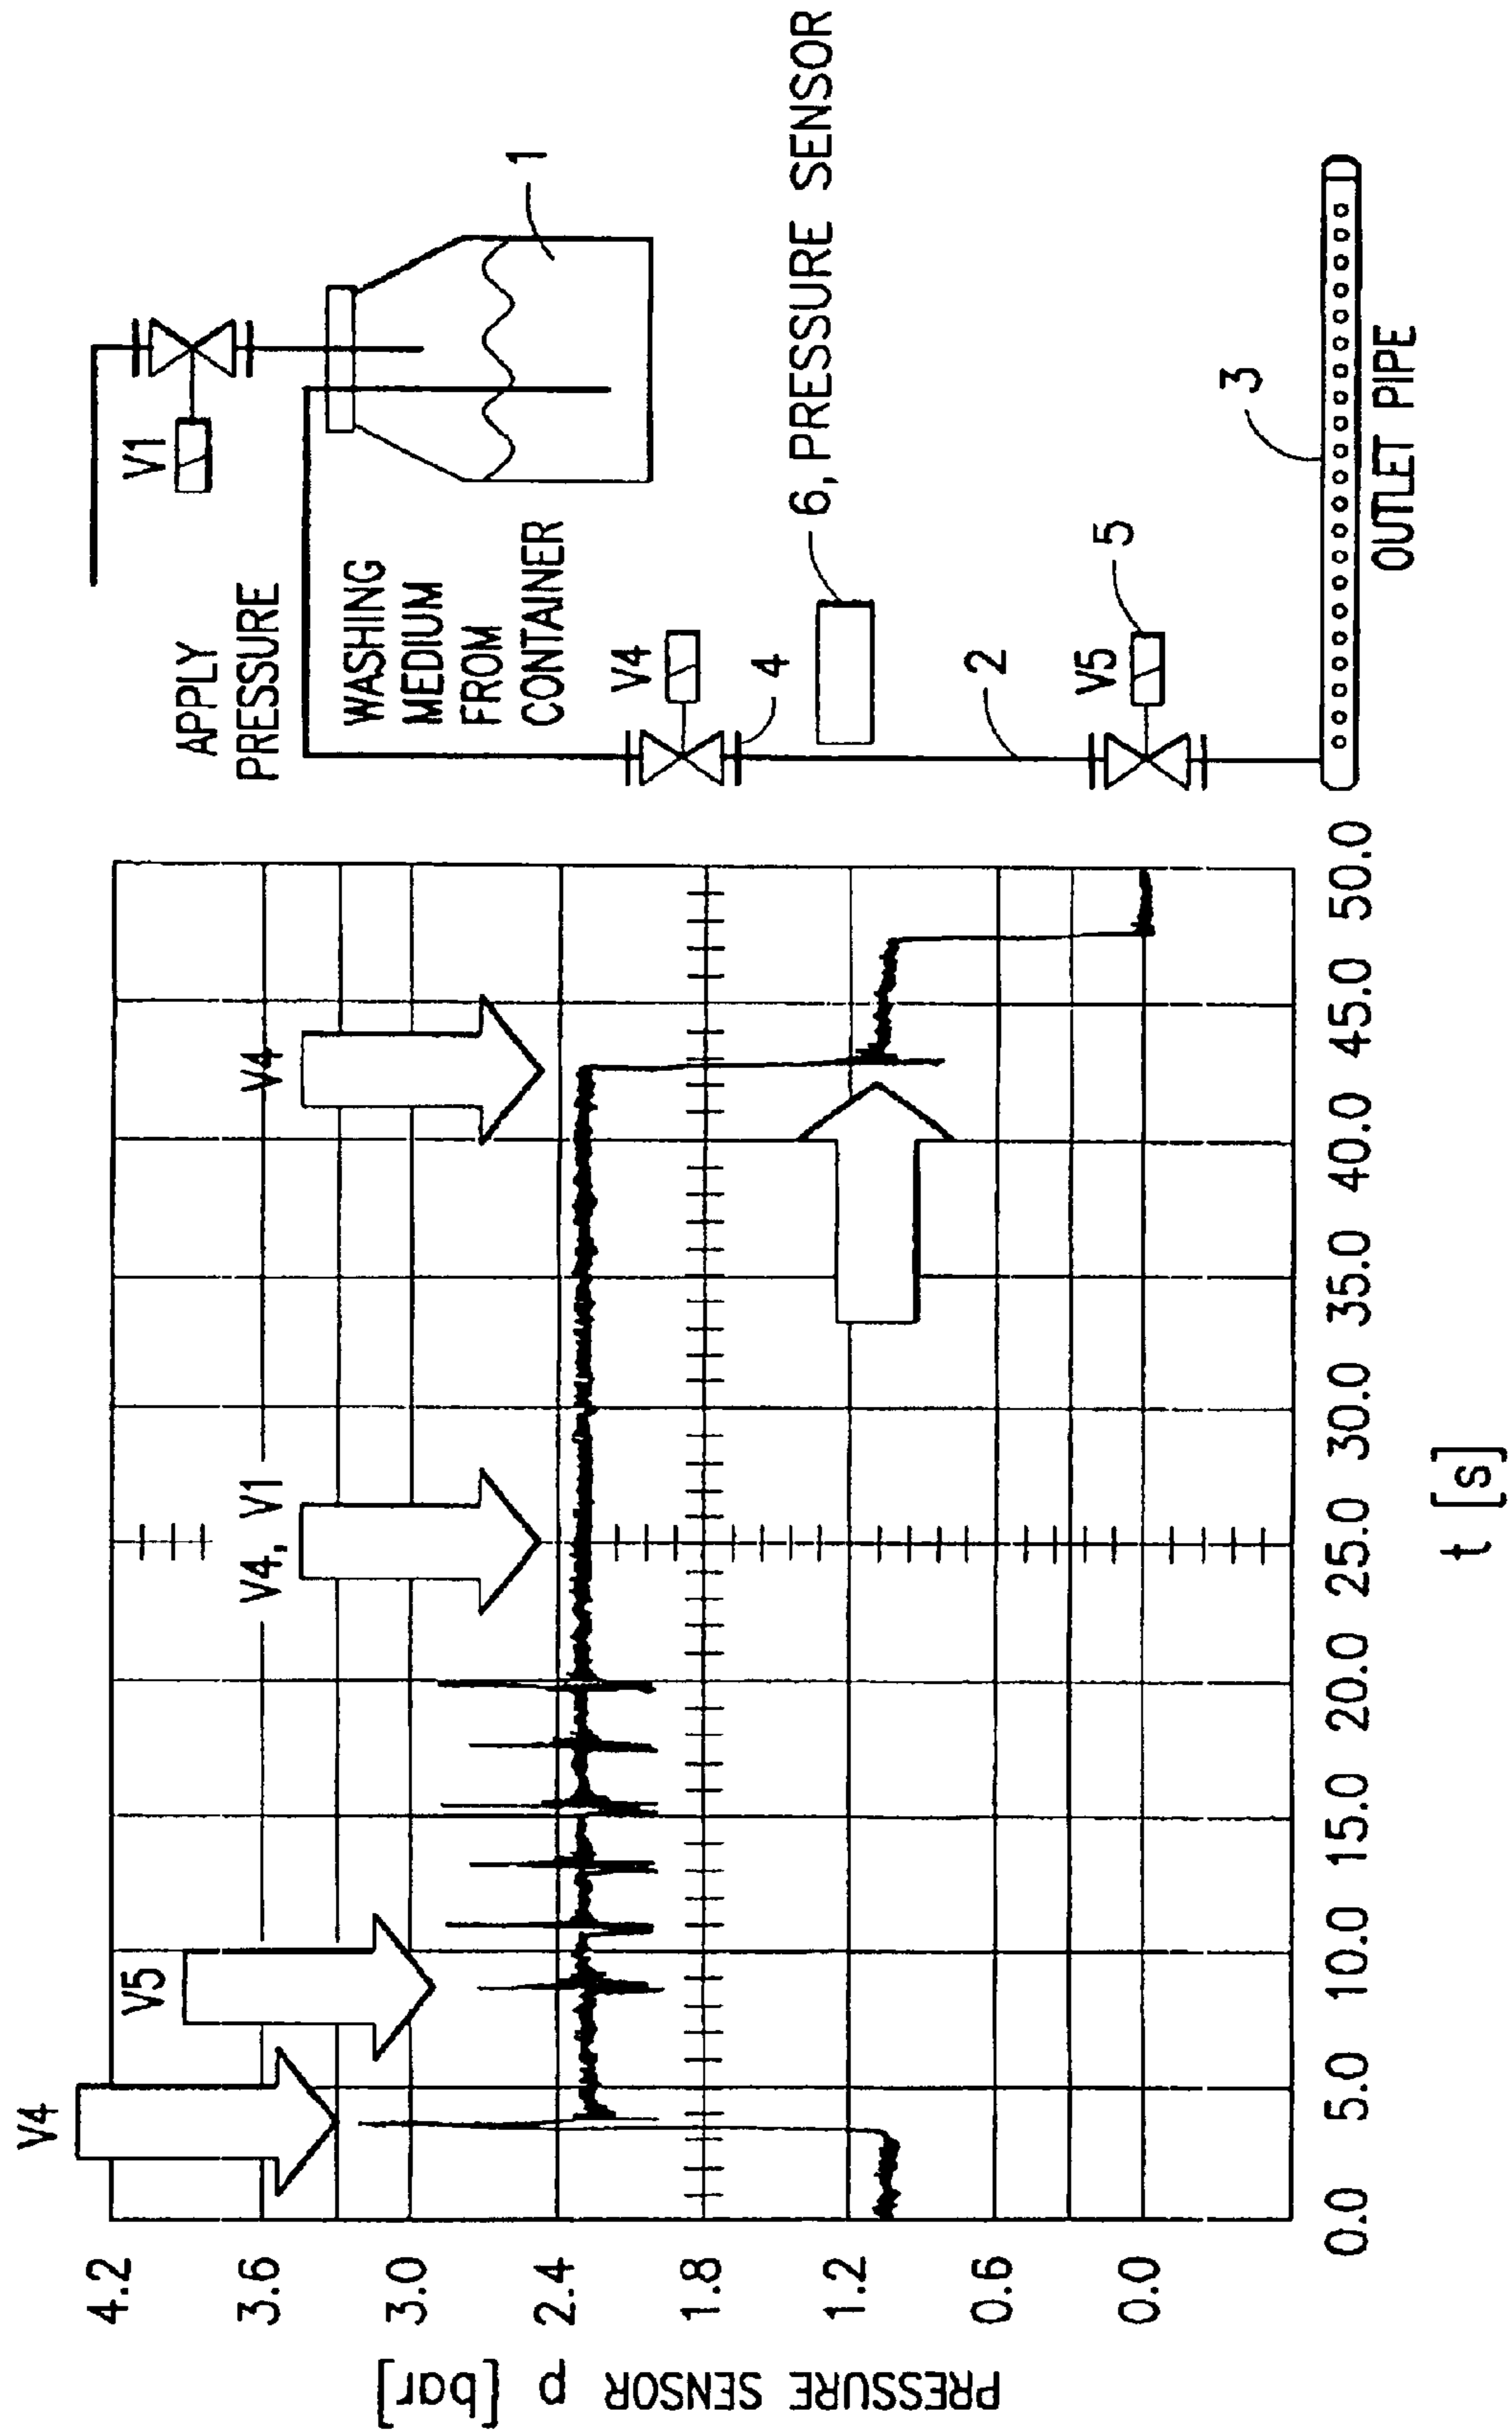 V4
V5
V4, V1
V4
4.2
3.6
3.0
2.4
1.8
1.2
0.6
0.0
PRESSURE SENSOR p [bar]
0.0 5.0 10.0 15.0 20.0 25.0 30.0 35.0 40.0 45.0 50.0
t [s]
V1
APPLY
PRESSURE
1
WASHING
MEDIUM
FROM
CONTAINER
V4
4
6, PRESSURE SENSOR
2
V5
5
3
OUTLET PIPE